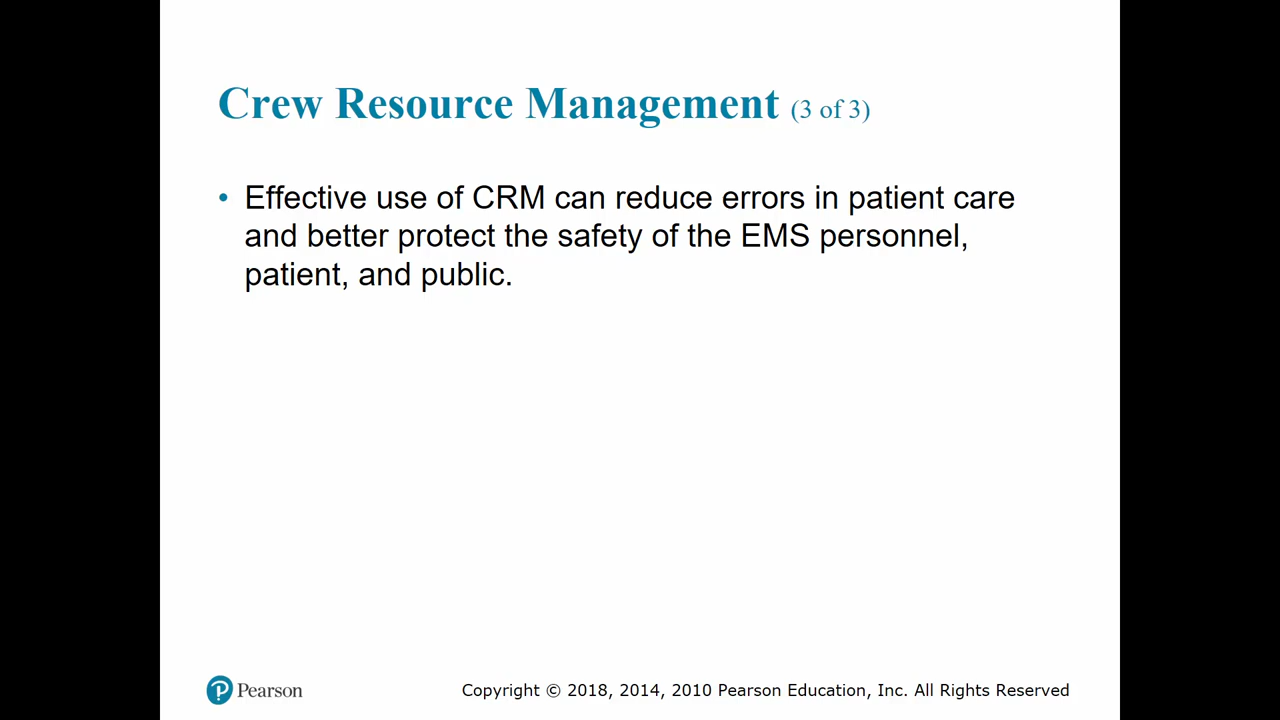 Crew Resource Management (3 of 3)
• Effective use of CRM can reduce errors in patient care
and better protect the safety of the EMS personnel,
patient, and public.
Pearson
Copyright © 2018, 2014, 2010 Pearson Education, Inc. All Rights Reserved